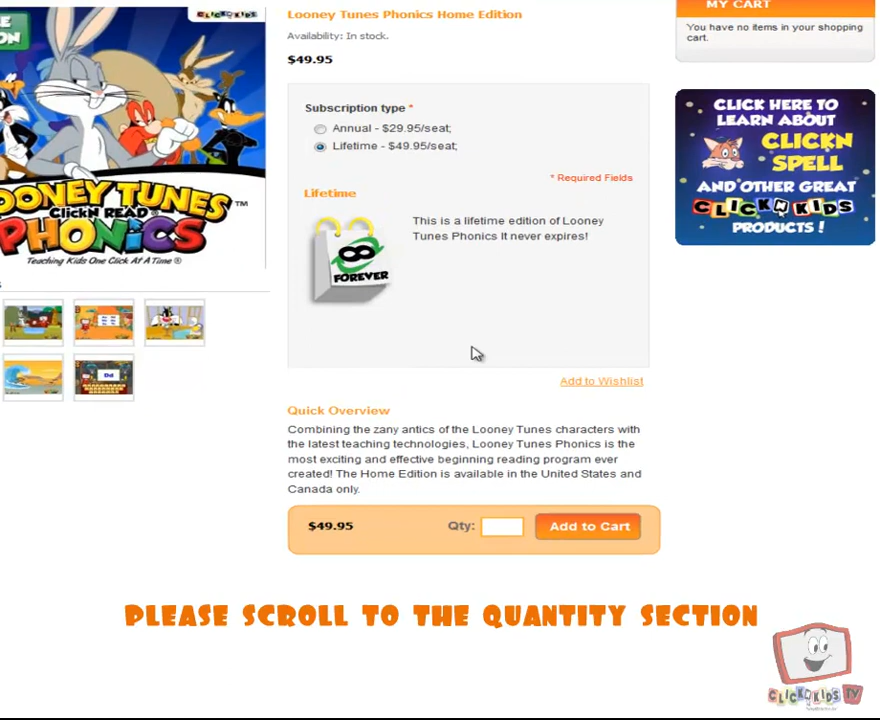 Looney Tunes Phonics Home Edition
Availability: In stock.
$49.95
Subscription type *
Annual - $29.95/seat;
Lifetime - $49.95/seat;
* Required Fields
Lifetime
This is a lifetime edition of Looney
Tunes Phonics It never expires!
FOREVER
Add to Wishlist
Quick Overview
Combining the zany antics of the Looney Tunes characters with
the latest teaching technologies, Looney Tunes Phonics is the
most exciting and effective beginning reading program ever
created! The Home Edition is available in the United States and
Canada only.
$49.95
Qty:
Add to Cart
MY CART
You have no items in your shopping
cart.
CLICK HERE TO
LEARN ABOUT
CLICKN
SPELL
AND OTHER GREAT
CLICKN KIDS
PRODUCTS!
CLICKN KIDS
OONEY TUNES™
ClickN READ®
PHONICS
Teaching Kids One Click At A Time®
Dd
PLEASE SCROLL TO THE QUANTITY SECTION
CLICKN KIDS TV